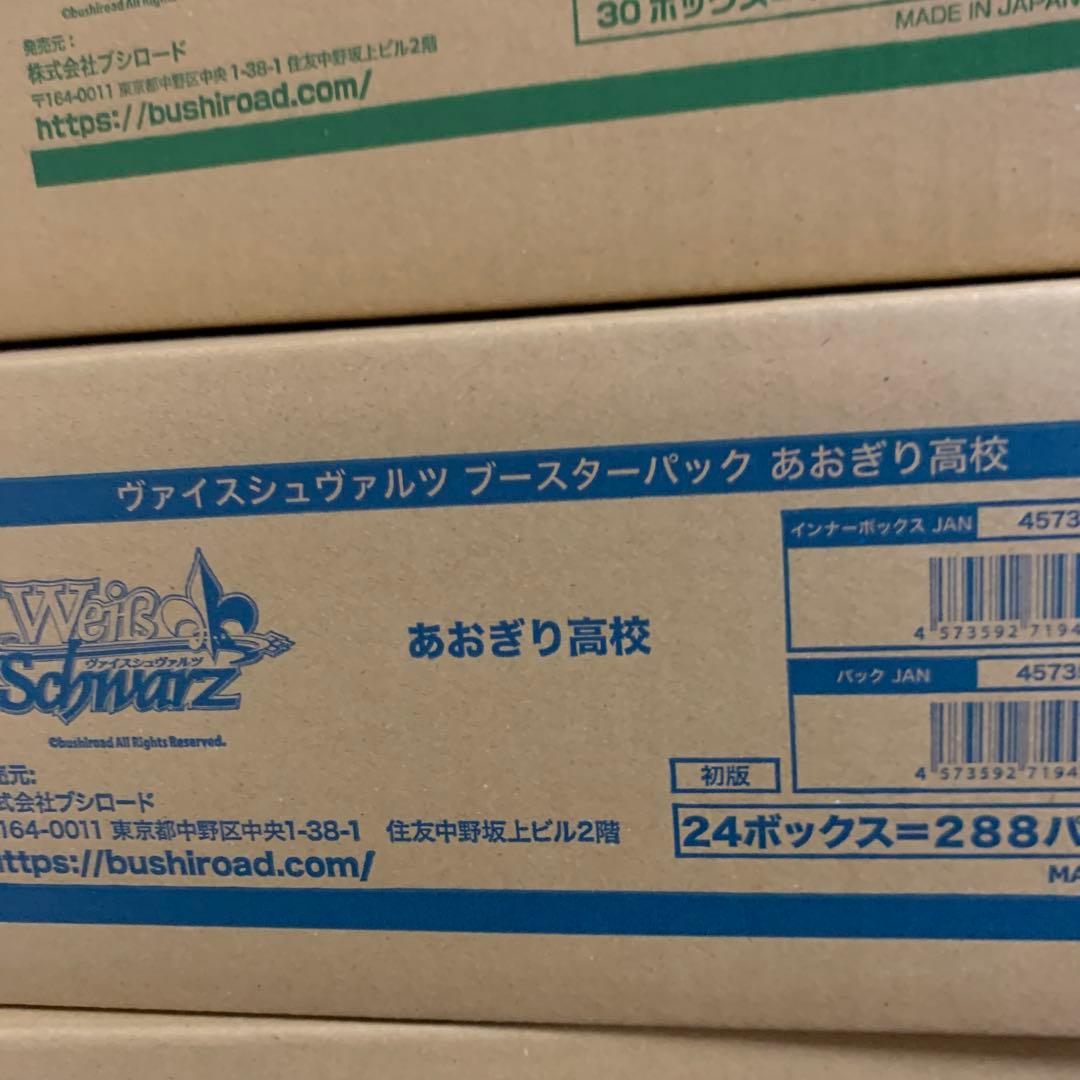 ©bushiroad All
発売元:
株式会社ブシロード
〒164-0011 東京都中野区中央1-38-1 住友中野坂上ビル2階
https://bushiroad.com/
30ボックス=
MADE IN JAPAN
ヴァイスシュヴァルツ ブースターパック あおぎり高校
Weiß
ヴァイスシュヴァルツ
Schwarz
©bushiroad All Rights Reserved.
あおぎり高校
インナーボックス JAN 4573
4 573592 7194
パック JAN 4573
4 573592 7194
初版
24ボックス=288パ
売元:
式会社ブシロード
164-0011 東京都中野区中央1-38-1 住友中野坂上ビル2階
https://bushiroad.com/
MA